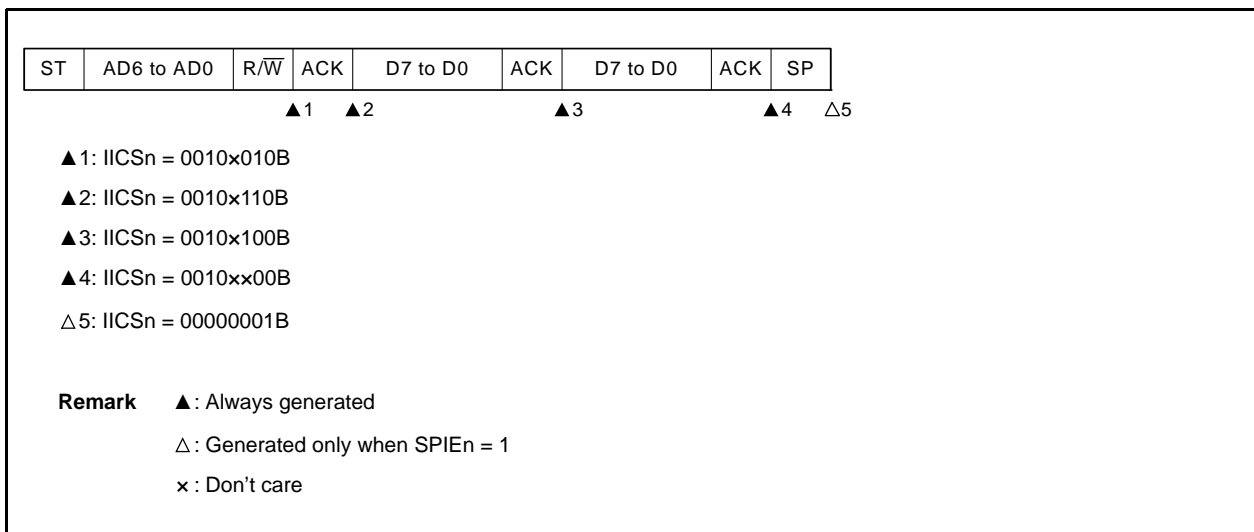 ST AD6 to AD0 R/W̅ ACK D7 to D0 ACK D7 to D0 ACK SP
▲1 ▲2 ▲3 ▲4 △5
▲1: IICSn = 0010×010B
▲2: IICSn = 0010×110B
▲3: IICSn = 0010×100B
▲4: IICSn = 0010××00B
△5: IICSn = 00000001B
Remark ▲: Always generated
△: Generated only when SPIEn = 1
×: Don't care